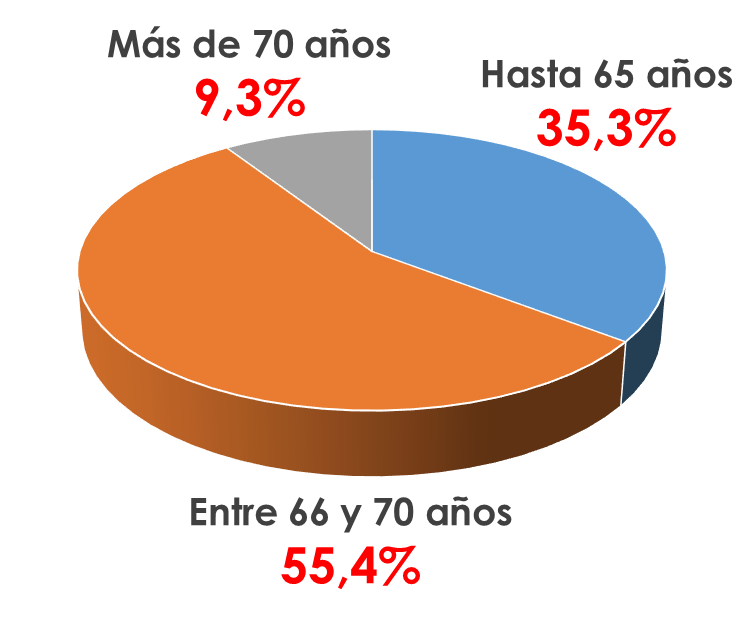 Más de 70 años
9,3%
Hasta 65 años
35,3%
Entre 66 y 70 años
55,4%